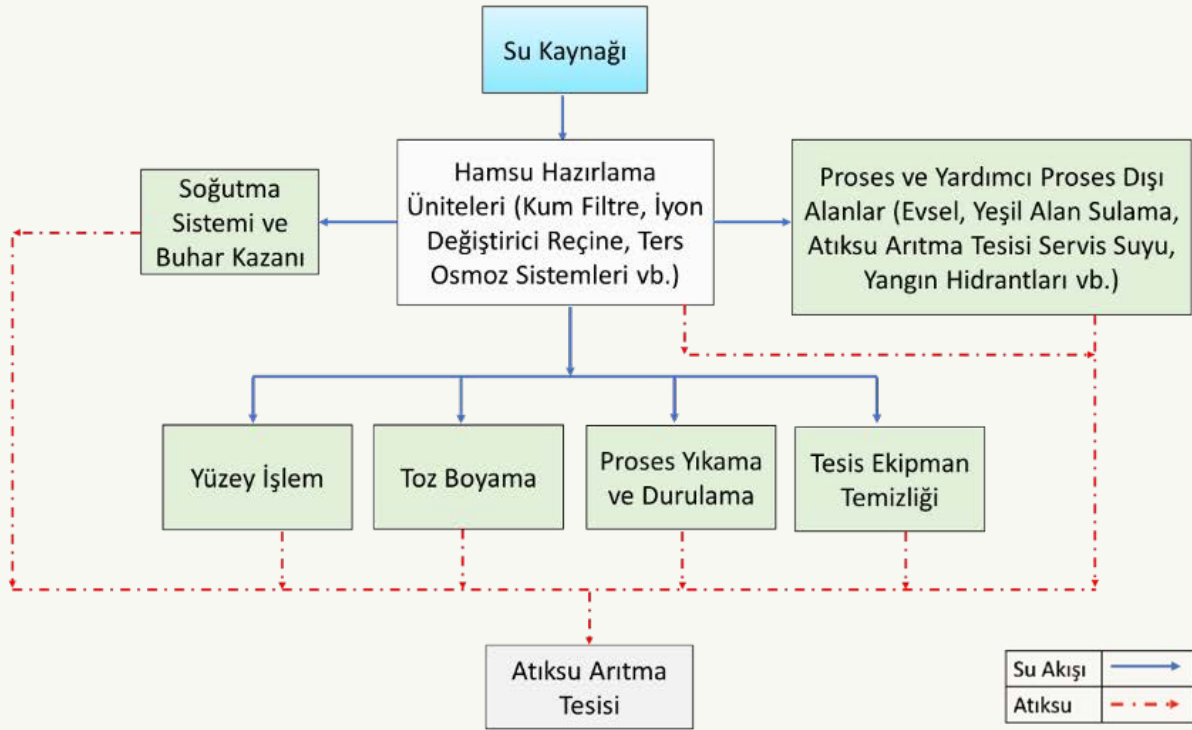 Su Kaynağı
Hamsu Hazırlama
Üniteleri (Kum Filtre, İyon
Değiştirici Reçine, Ters
Osmoz Sistemleri vb.)
Soğutma
Sistemi ve
Buhar Kazanı
Proses ve Yardımcı Proses Dışı
Alanlar (Evsel, Yeşil Alan Sulama,
Atıksu Arıtma Tesisi Servis Suyu,
Yangın Hidrantları vb.)
Yüzey İşlem
Toz Boyama
Proses Yıkama
ve Durulama
Tesis Ekipman
Temizliği
Atıksu Arıtma
Tesisi
Su Akışı
Atıksu